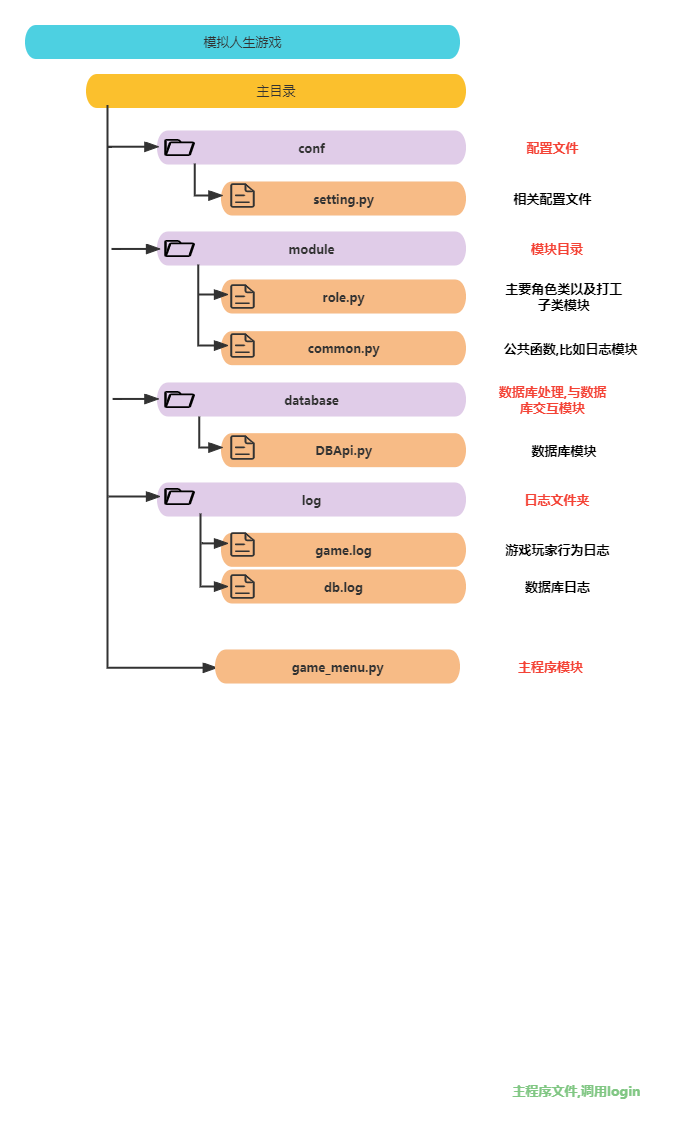 模拟人生游戏
主目录
conf
配置文件
setting.py
相关配置文件
module
模块目录
role.py
主要角色类以及打工
子类模块
common.py
公共函数,比如日志模块
database
数据库处理,与数据
库交互模块
DBApi.py
数据库模块
log
日志文件夹
game.log
游戏玩家行为日志
db.log
数据库日志
game_menu.py
主程序模块
主程序文件,调用login